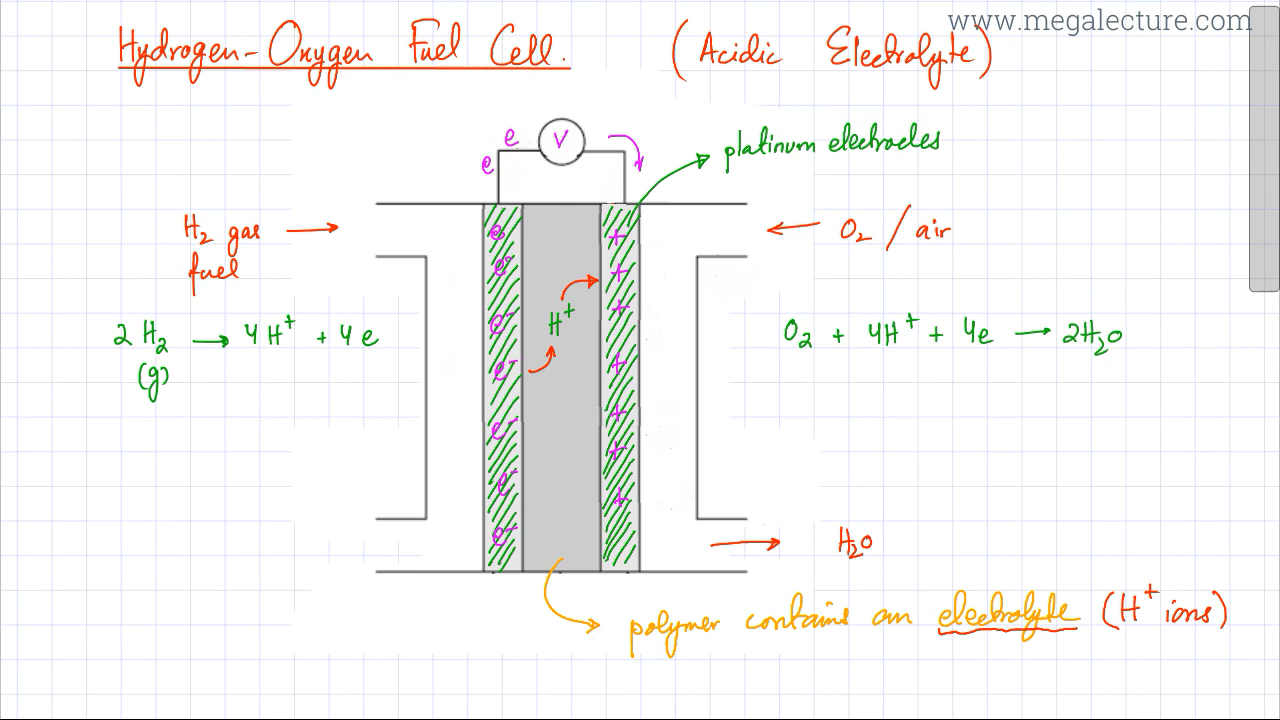 www.megalecture.com
Hydrogen-Oxygen Fuel Cell. (Acidic Electrolyte)
e V
e
platinum electrodes
H₂ gas
fuel
O₂ / air
e +
e⁻ +
H⁺
e⁻ +
2 H₂ → 4H⁺ + 4e
(g)
O₂ + 4H⁺ + 4e → 2H₂O
e⁻ +
e⁻ +
+
e⁻ +
e⁻
H₂O
polymer contains an electrolyte (H⁺ ions)